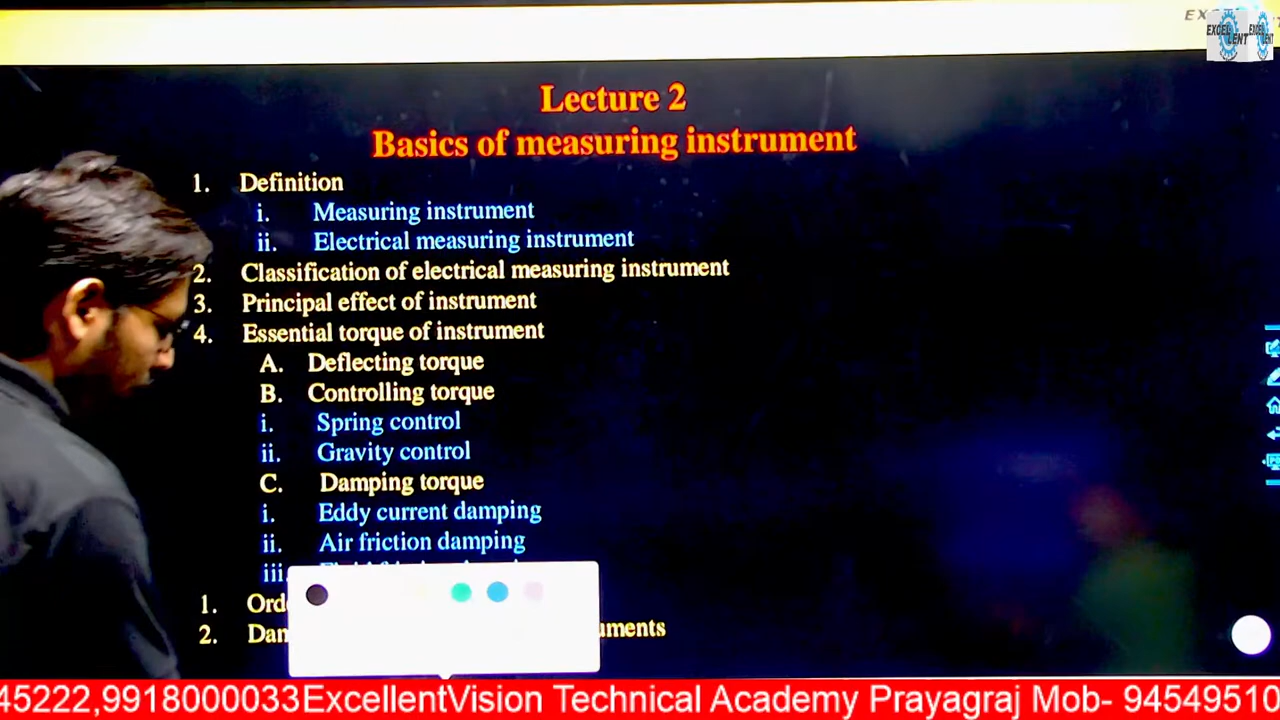 EXCELLENT
EXCELLENT
Lecture 2
Basics of measuring instrument
1. Definition
i. Measuring instrument
ii. Electrical measuring instrument
2. Classification of electrical measuring instrument
3. Principal effect of instrument
4. Essential torque of instrument
A. Deflecting torque
B. Controlling torque
i. Spring control
ii. Gravity control
C. Damping torque
i. Eddy current damping
ii. Air friction damping
iii.
1.
2.
45222,9918000033ExcellentVision Technical Academy Prayagraj Mob- 94549510